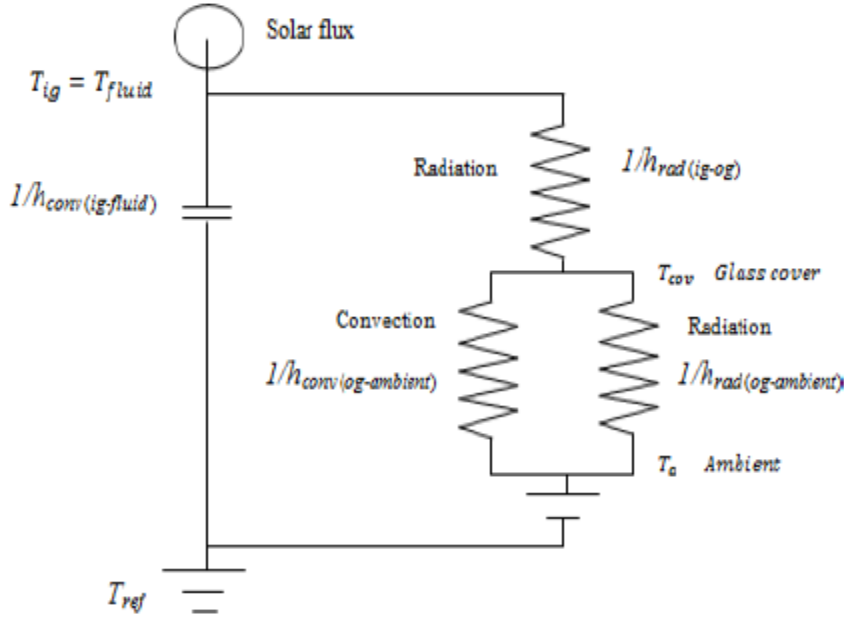 Solar flux
T_ig = T_fluid
Radiation
1/h_rad(ig-og)
1/h_conv(ig-fluid)
T_cov Glass cover
Convection
Radiation
1/h_conv(og-ambient)
1/h_rad(og-ambient)
T_a Ambient
T_ref